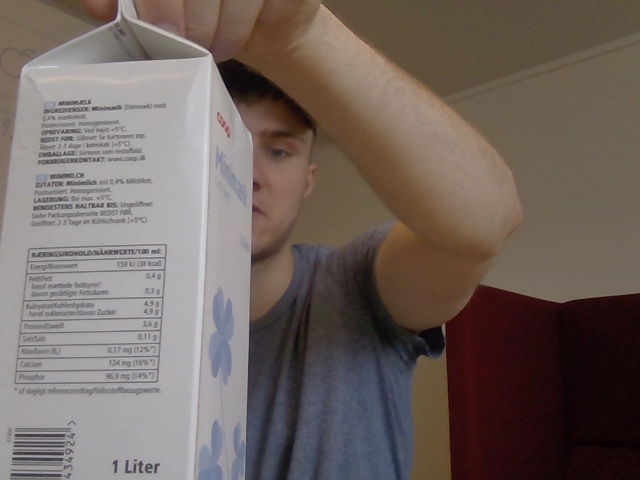 MINIMÆLK
INGREDIENSER: Minimælk (Danmark) med
0,4% mælkefedt.
Pasteuriseret. Homogeniseret.
OPBEVARING: Ved højst +5°C.
BEDST FØR: Uåbnet: Se kartonens top.
Åbnet: 2-3 dage i køleskab (+5°C).
EMBALLAGE: Sorteres som restaffald.
FORBRUGERKONTAKT: www.coop.dk
MINIMILCH
ZUTATEN: Minimilch mit 0,4% Milchfett.
Pasteurisiert. Homogenisiert.
LAGERUNG: Bei max. +5°C.
MINDESTENS HALTBAR BIS: Ungeöffnet:
Siehe Packungsoberseite BEDST FØR.
Geöffnet: 2-3 Tage im Kühlschrank (+5°C)
NÆRINGSINDHOLD/NÄHRWERTE/100 ml:
Energi/Brennwert 159 kJ (38 kcal)
Fedt/Fett 0,4 g
heraf mættede fedtsyrer/
davon gesättigte Fettsäuren 0,3 g
Kulhydrat/Kohlenhydrate 4,9 g
heraf sukkerarter/davon Zucker 4,9 g
Protein/Eiweiß 3,6 g
Salt/Salz 0,11 g
Riboflavin (B₂) 0,17 mg (12%*)
Calcium 124 mg (16%*)
Phosphor 96,9 mg (14%*)
* af dagligt referenceindtag/Nährstoffbezugswerte.
434924
1 Liter
coop
Minimælk